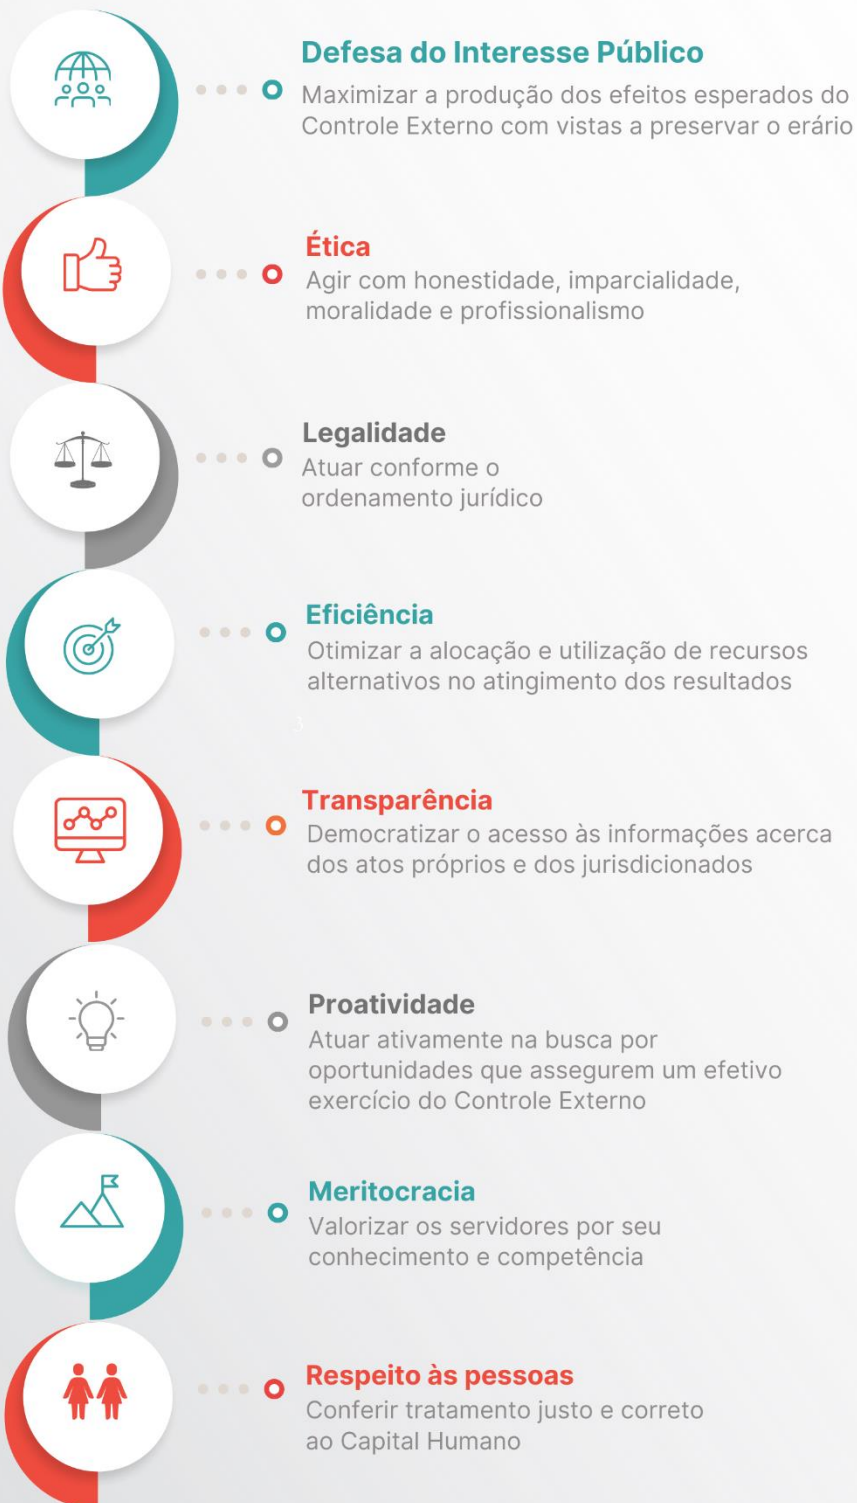 Defesa do Interesse Público
Maximizar a produção dos efeitos esperados do
Controle Externo com vistas a preservar o erário
Ética
Agir com honestidade, imparcialidade,
moralidade e profissionalismo
Legalidade
Atuar conforme o
ordenamento jurídico
Eficiência
Otimizar a alocação e utilização de recursos
alternativos no atingimento dos resultados
3
Transparência
Democratizar o acesso às informações acerca
dos atos próprios e dos jurisdicionados
Proatividade
Atuar ativamente na busca por
oportunidades que assegurem um efetivo
exercício do Controle Externo
Meritocracia
Valorizar os servidores por seu
conhecimento e competência
Respeito às pessoas
Conferir tratamento justo e correto
ao Capital Humano